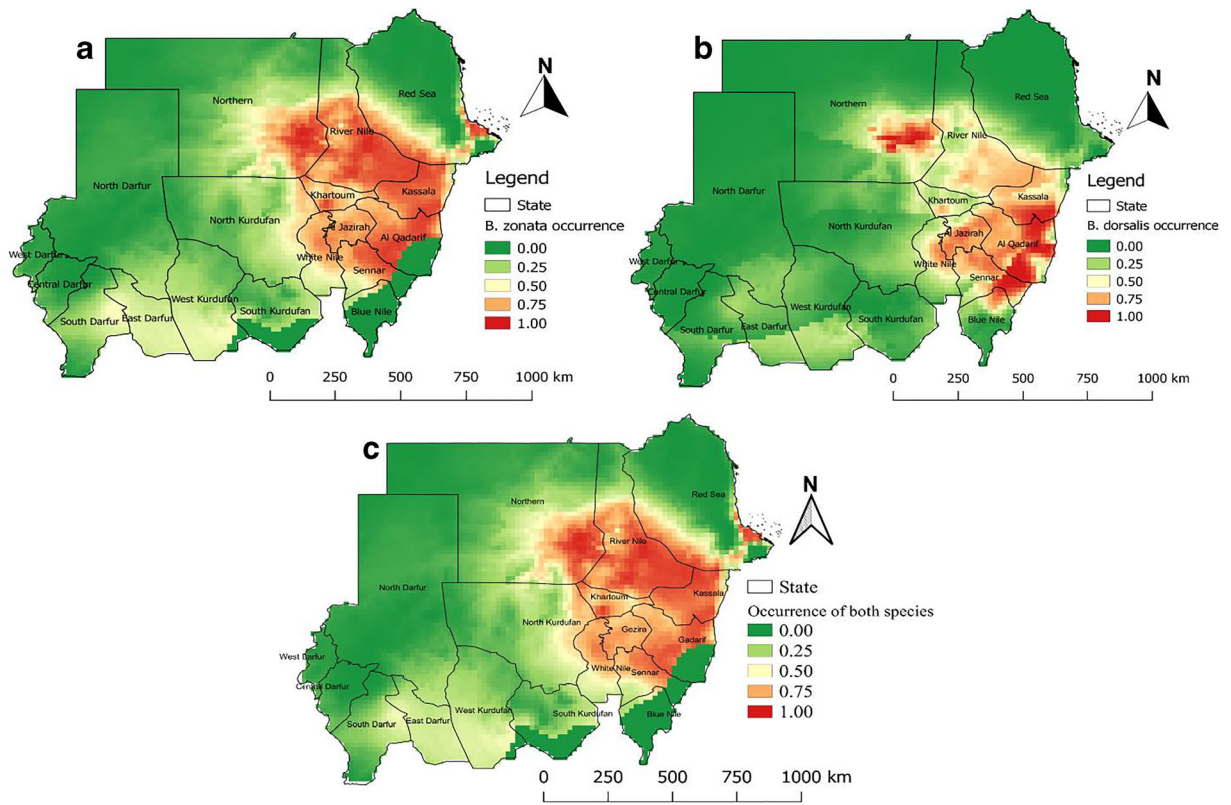 a
N
Northern
Red Sea
River Nile
North Darfur
Khartoum
Kassala
North Kurdufan
Al Jazirah
Al Qadarif
West Darfur
White Nile
Sennar
Central Darfur
West Kurdufan
South Kurdufan
Blue Nile
South Darfur
East Darfur
Legend
State
B. zonata occurrence
0.00
0.25
0.50
0.75
1.00
0 250 500 750 1000 km
b
N
Northern
Red Sea
River Nile
North Darfur
Khartoum
Kassala
North Kurdufan
Al Jazirah
Al Qadarif
West Darfur
White Nile
Sennar
Central Darfur
West Kurdufan
South Kurdufan
Blue Nile
South Darfur
East Darfur
Legend
State
B. dorsalis occurrence
0.00
0.25
0.50
0.75
1.00
0 250 500 750 1000 km
c
N
Northern
Red Sea
River Nile
North Darfur
Khartoum
Kassala
North Kurdufan
Gezira
Gadarif
West Darfur
White Nile
Sennar
Central Darfur
West Kurdufan
South Kurdufan
Blue Nile
South Darfur
East Darfur
State
Occurrence of both species
0.00
0.25
0.50
0.75
1.00
0 250 500 750 1000 km